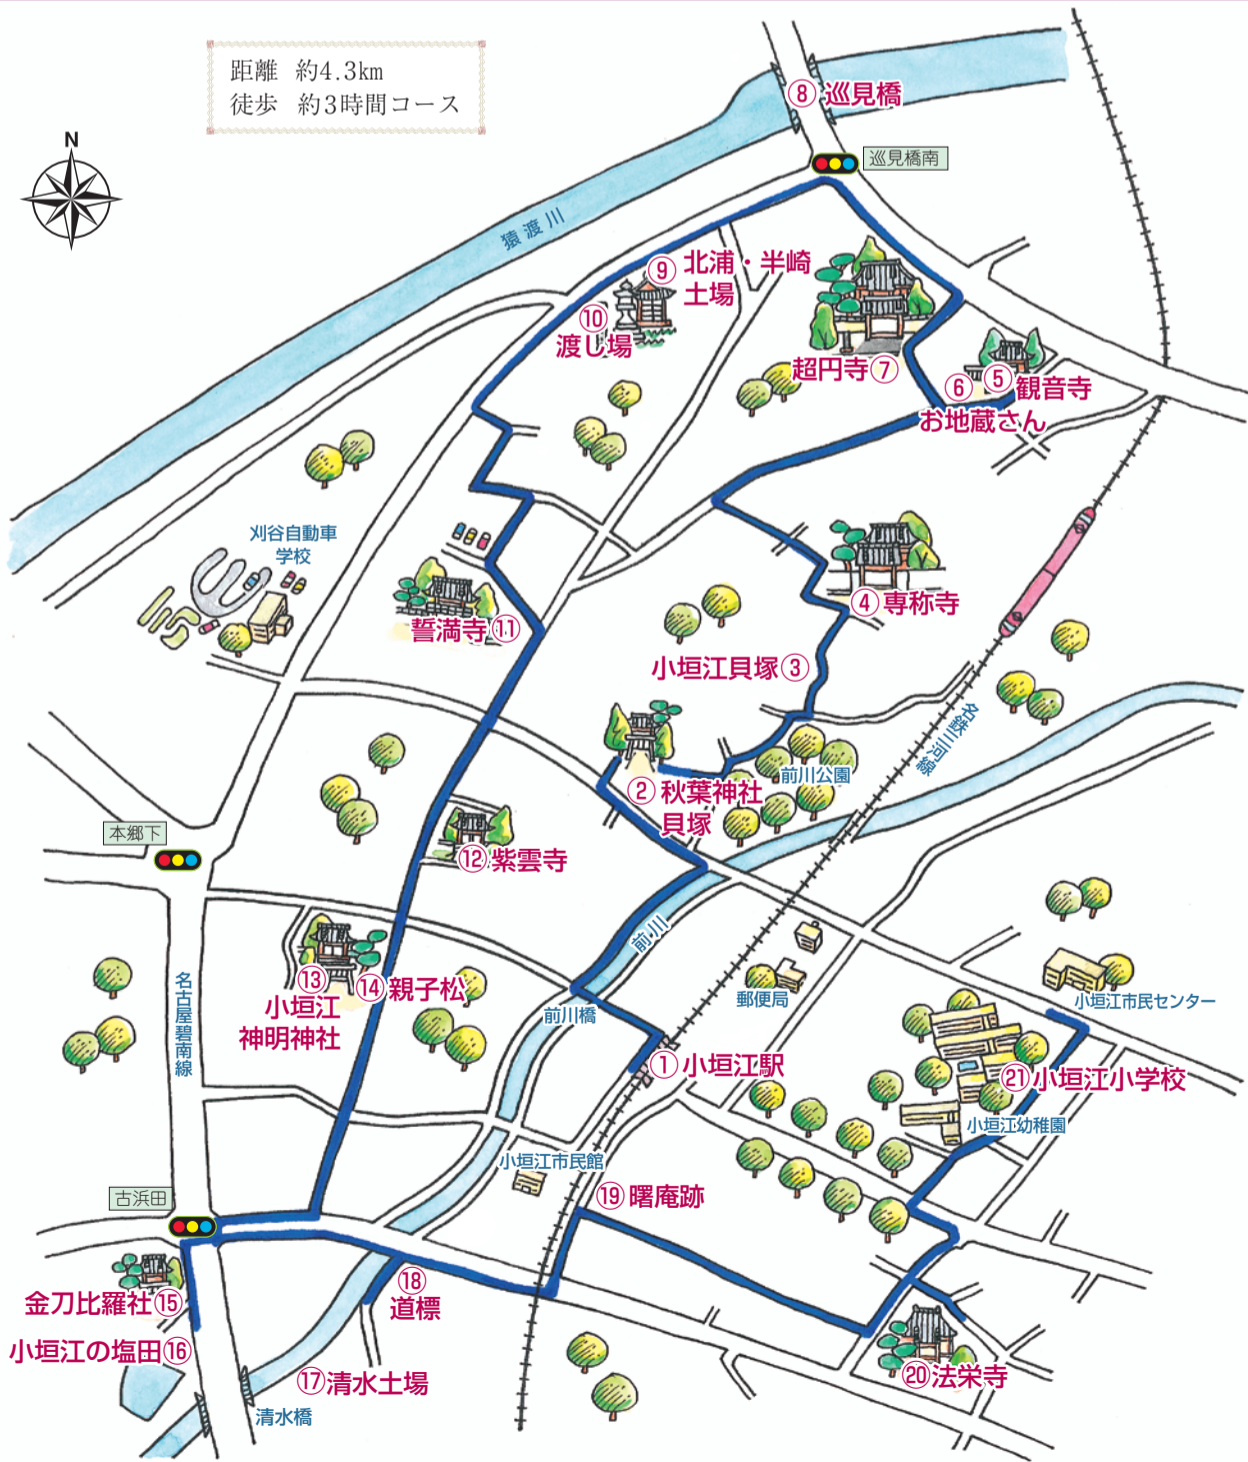 距離 約4.3km
徒歩 約3時間コース
N
⑧ 巡見橋
巡見橋南
猿渡川
⑨ 北浦・半崎
土場
⑩
渡し場
超円寺⑦
⑥ ⑤ 観音寺
お地蔵さん
刈谷自動車
学校
④ 専称寺
誓満寺⑪
小垣江貝塚③
名鉄三河線
前川公園
② 秋葉神社
貝塚
本郷下
⑫ 紫雲寺
前川
⑬
小垣江
神明神社
⑭ 親子松
名古屋碧南線
前川橋
郵便局
小垣江市民センター
① 小垣江駅
㉑ 小垣江小学校
小垣江幼稚園
小垣江市民館
古浜田
⑲ 曙庵跡
⑱
道標
金刀比羅社⑮
小垣江の塩田⑯
⑰清水土場
清水橋
⑳法栄寺